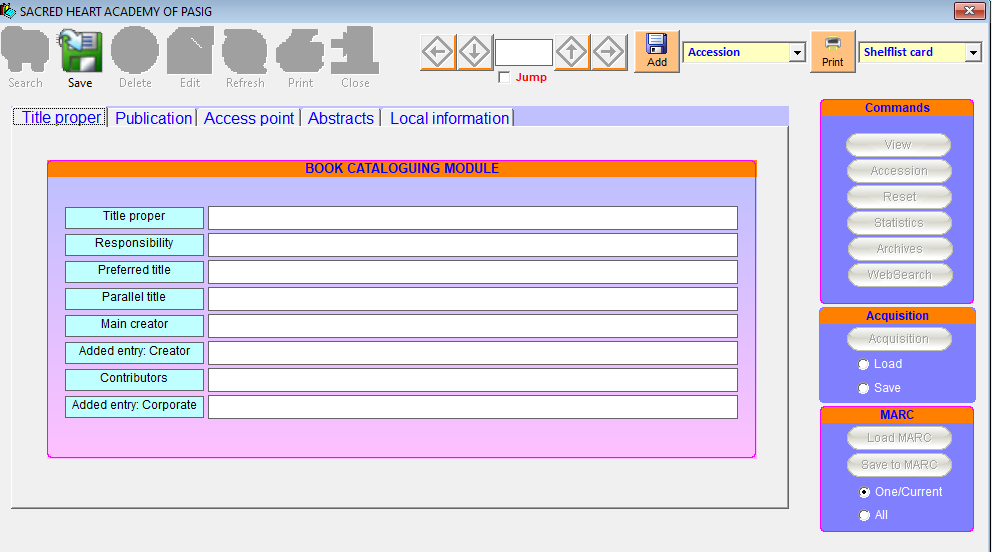 SACRED HEART ACADEMY OF PASIG
Search Save Delete Edit Refresh Print Close
Jump
Add
Accession
Print
Shelflist card
Title proper Publication Access point Abstracts Local information
BOOK CATALOGUING MODULE
Title proper
Responsibility
Preferred title
Parallel title
Main creator
Added entry: Creator
Contributors
Added entry: Corporate
Commands
View
Accession
Reset
Statistics
Archives
WebSearch
Acquisition
Acquisition
Load
Save
MARC
Load MARC
Save to MARC
One/Current
All